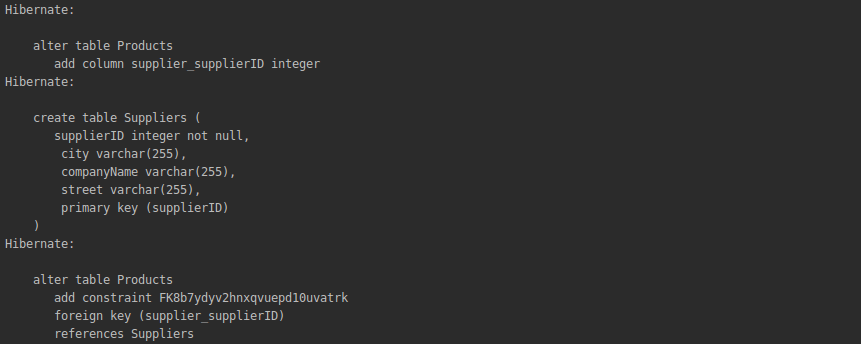 Hibernate:
alter table Products
add column supplier_supplierID integer
Hibernate:
create table Suppliers (
supplierID integer not null,
city varchar(255),
companyName varchar(255),
street varchar(255),
primary key (supplierID)
)
Hibernate:
alter table Products
add constraint FK8b7ydyv2hnxqvuepd10uvatrk
foreign key (supplier_supplierID)
references Suppliers